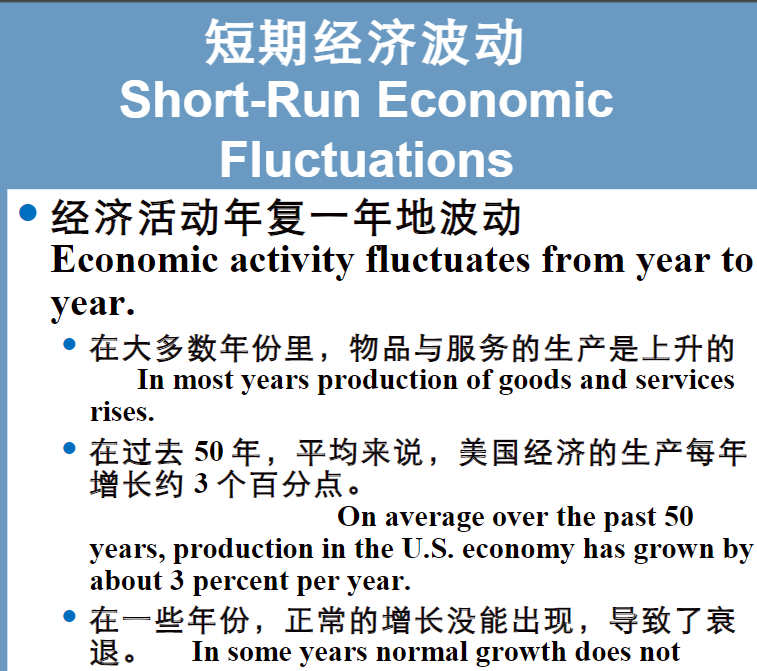 短期经济波动
Short-Run Economic
Fluctuations
经济活动年复一年地波动
Economic activity fluctuates from year to
year.
在大多数年份里，物品与服务的生产是上升的
In most years production of goods and services
rises.
在过去 50 年，平均来说，美国经济的生产每年
增长约 3 个百分点。
On average over the past 50
years, production in the U.S. economy has grown by
about 3 percent per year.
在一些年份，正常的增长没能出现，导致了衰
退。 In some years normal growth does not